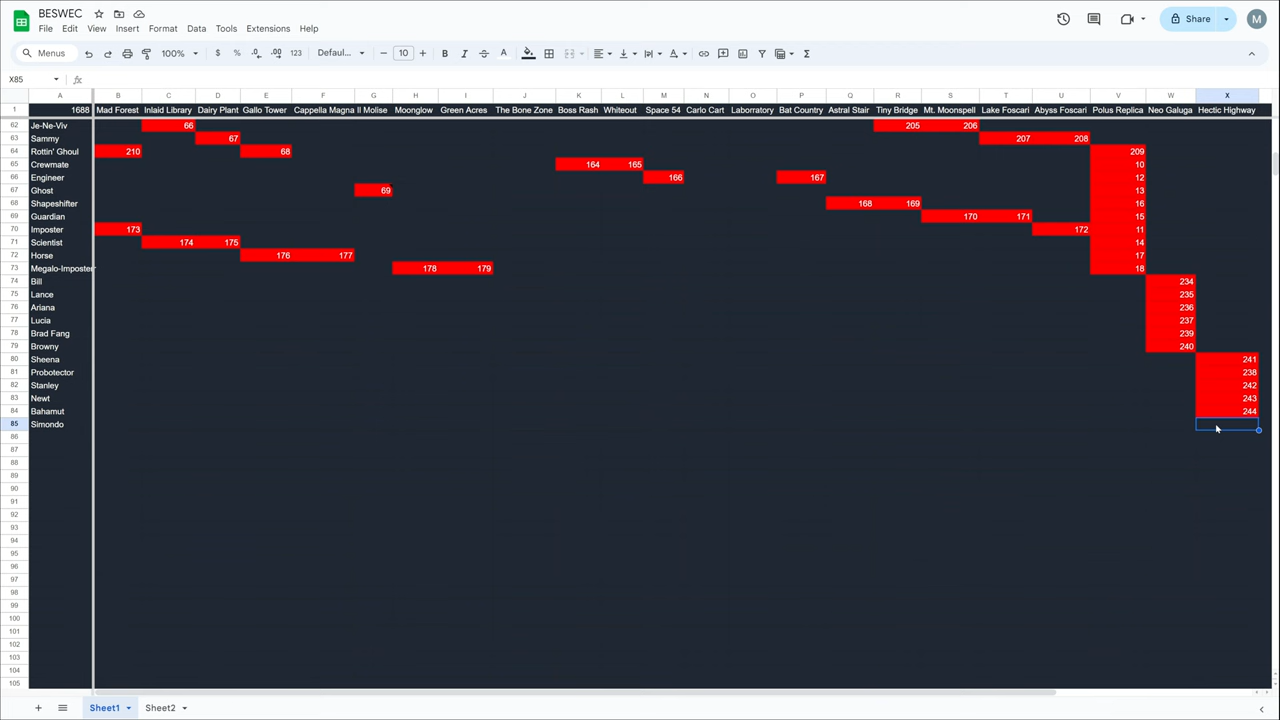 BESWEC
File Edit View Insert Format Data Tools Extensions Help
Share
M
Menus 100% $ % .0 .00 123 Defaul... 10 B I A
X85 fx
A B C D E F G H I J K L M N O P Q R S T U V W X
1 1688 Mad Forest Inlaid Library Dairy Plant Gallo Tower Cappella Magna Il Molise Moonglow Green Acres The Bone Zone Boss Rash Whiteout Space 54 Carlo Cart Laborratory Bat Country Astral Stair Tiny Bridge Mt. Moonspell Lake Foscari Abyss Foscari Polus Replica Neo Galuga Hectic Highway
62 Je-Ne-Viv 66 205 206
63 Sammy 67 207 208
64 Rottin' Ghoul 210 68 209
65 Crewmate 164 165 10
66 Engineer 166 167 12
67 Ghost 69 13
68 Shapeshifter 168 169 16
69 Guardian 170 171 15
70 Imposter 173 172 11
71 Scientist 174 175 14
72 Horse 176 177 17
73 Megalo-Imposter 178 179 18
74 Bill 234
75 Lance 235
76 Ariana 236
77 Lucia 237
78 Brad Fang 239
79 Browny 240
80 Sheena 241
81 Probotector 238
82 Stanley 242
83 Newt 243
84 Bahamut 244
85 Simondo
86
87
88
89
90
91
92
93
94
95
96
97
98
99
100
101
102
103
104
105
Sheet1 Sheet2